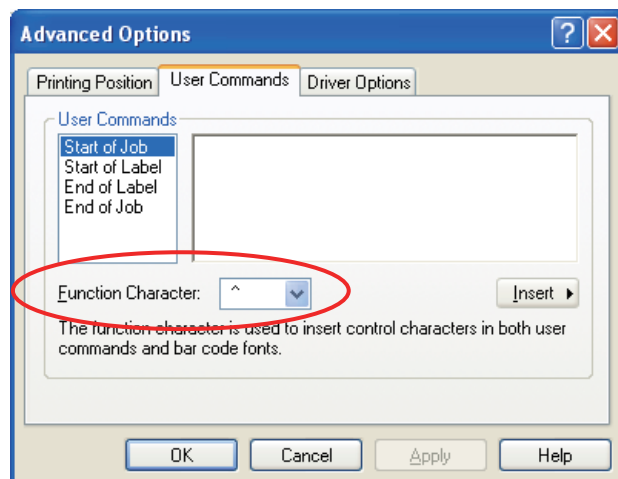 Advanced Options
?
X
Printing Position
User Commands
Driver Options
User Commands
Start of Job
Start of Label
End of Label
End of Job
Function Character:
^
Insert
The function character is used to insert control characters in both user
commands and bar code fonts.
OK
Cancel
Apply
Help